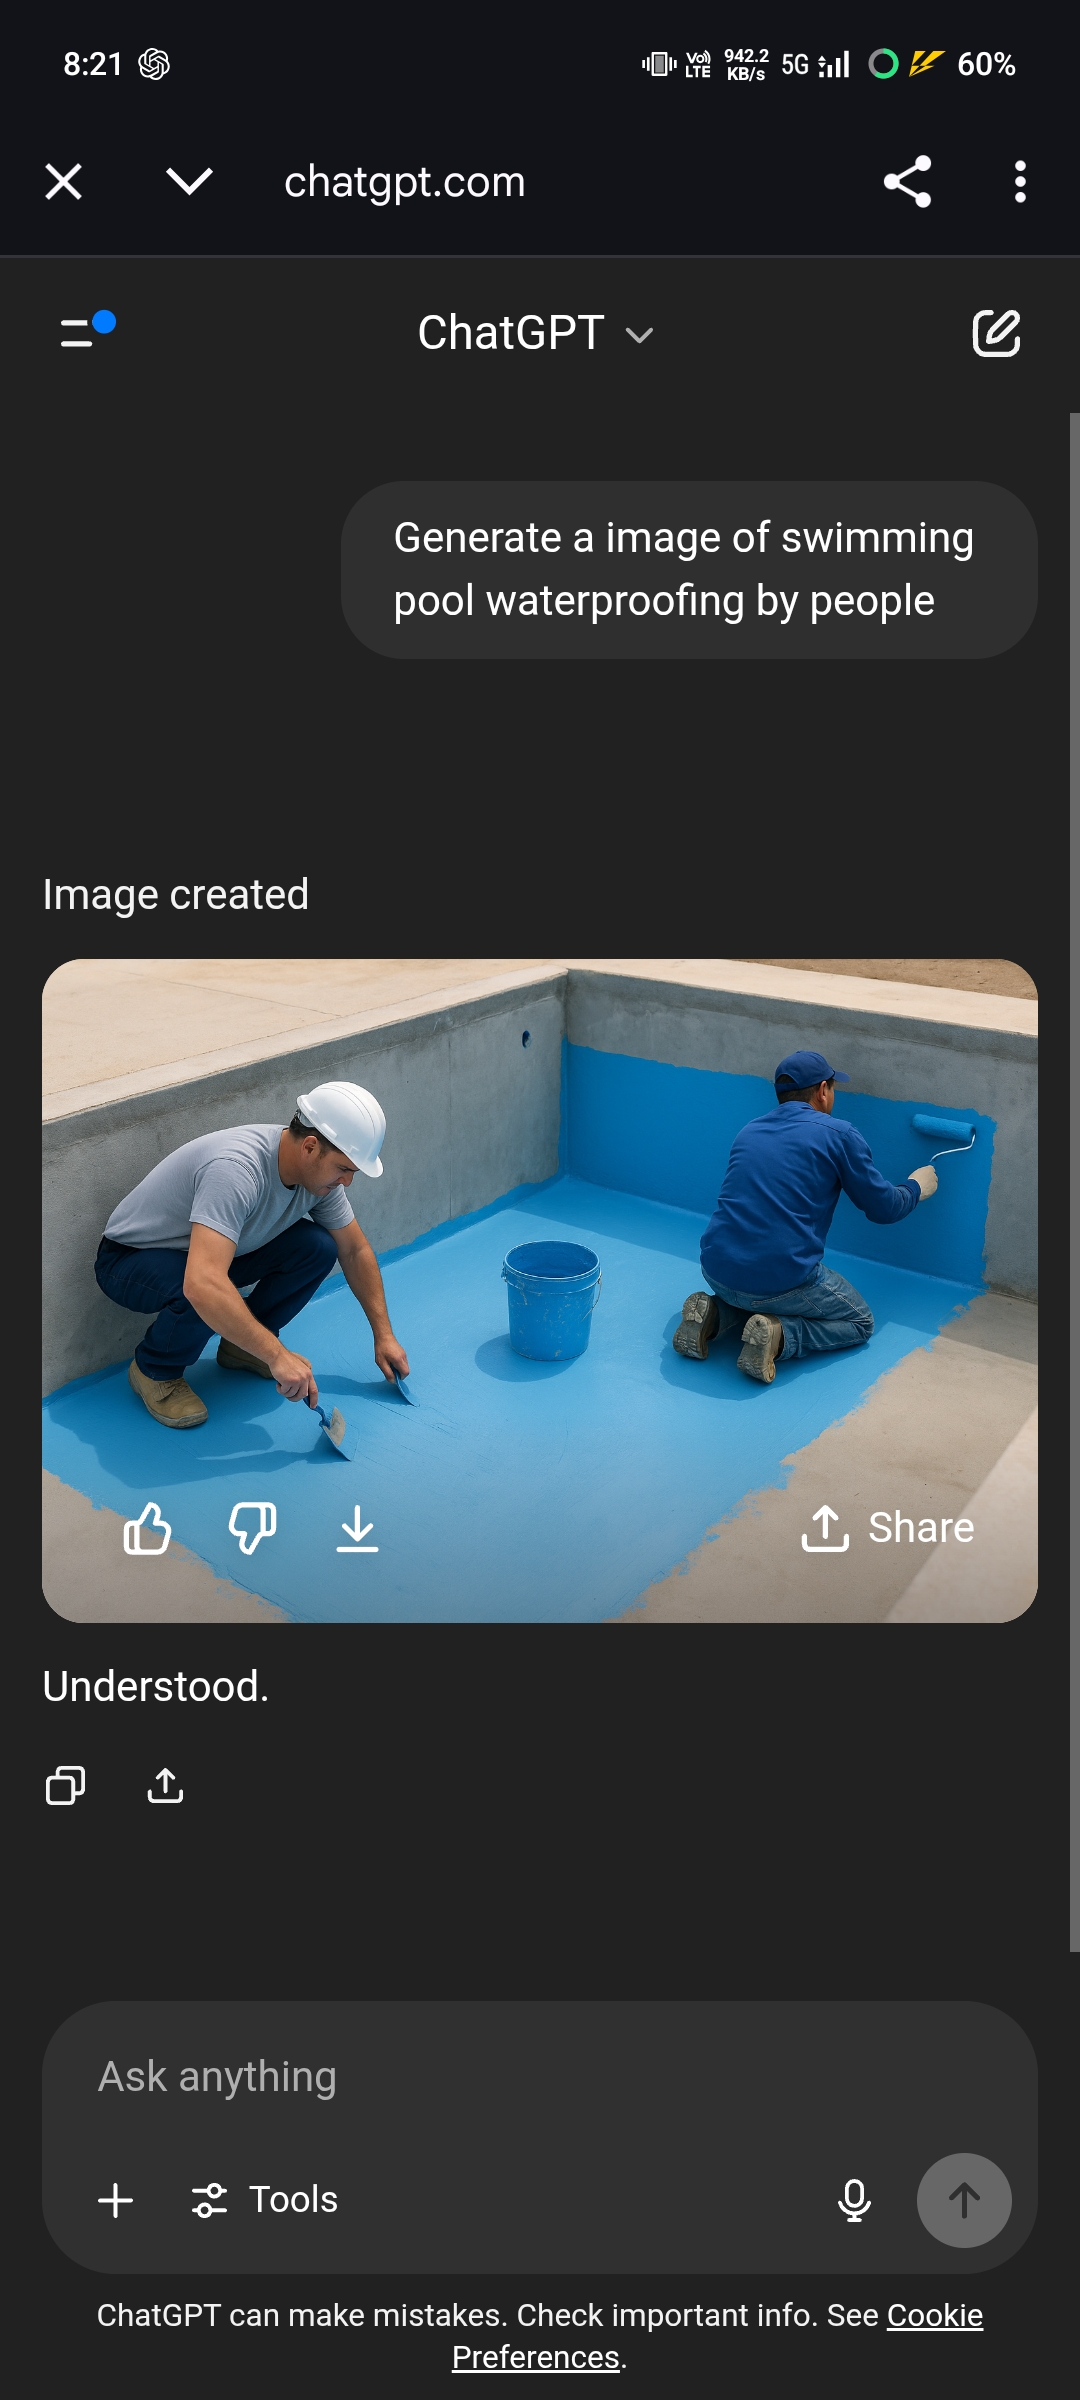 8:21
Vo)) LTE
942.2 KB/s
5G
60%
chatgpt.com
ChatGPT
Generate a image of swimming
pool waterproofing by people
Image created
Share
Understood.
Ask anything
Tools
ChatGPT can make mistakes. Check important info. See Cookie
Preferences.